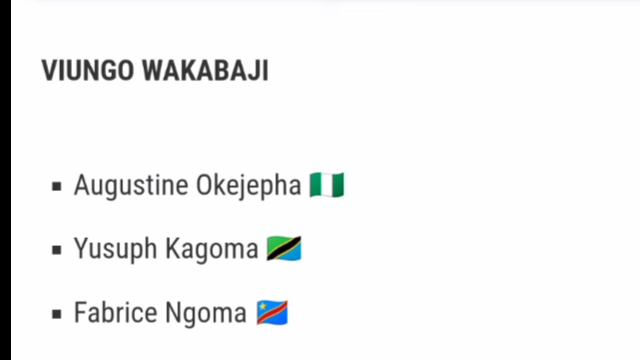 VIUNGO WAKABAJI
▪ Augustine Okejepha 🇳🇬
▪ Yusuph Kagoma 🇹🇿
▪ Fabrice Ngoma 🇨🇩